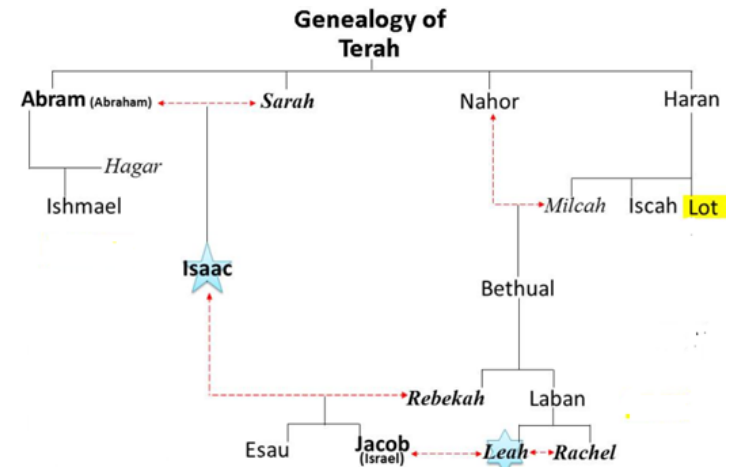 Genealogy of
Terah
Abram (Abraham) Sarah Nahor Haran
Hagar
Ishmael Milcah Iscah Lot
Isaac
Bethual
Rebekah Laban
Esau Jacob Leah Rachel
(Israel)